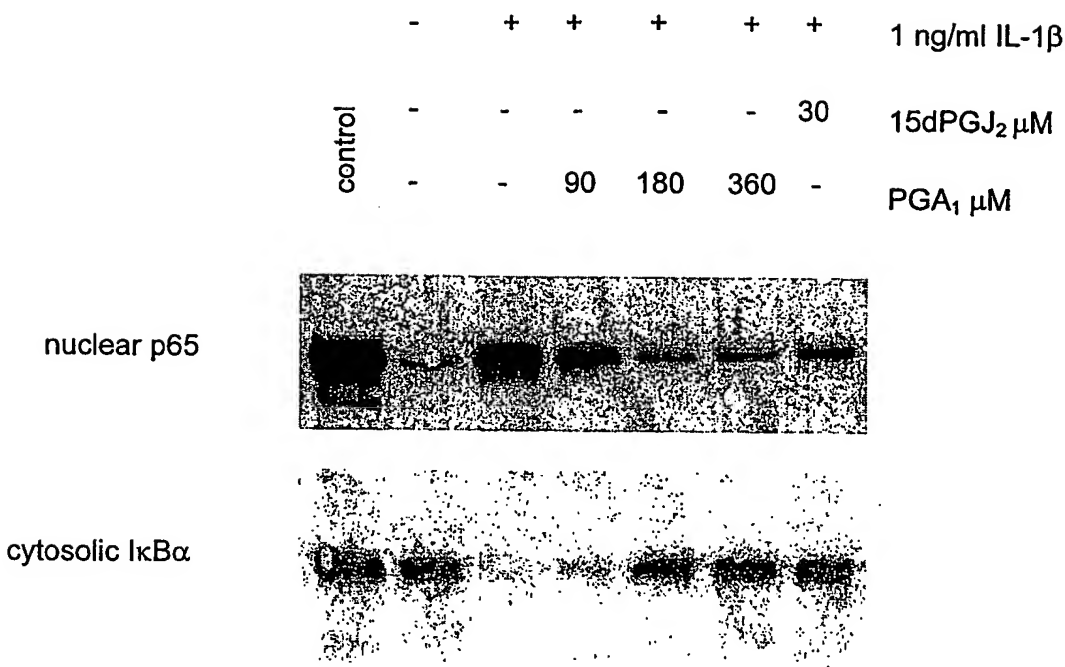 - + + + + + 1 ng/ml IL-1β
control - - - - - 30 15dPGJ₂ μM
- - 90 180 360 - PGA₁ μM
nuclear p65
cytosolic IκBα